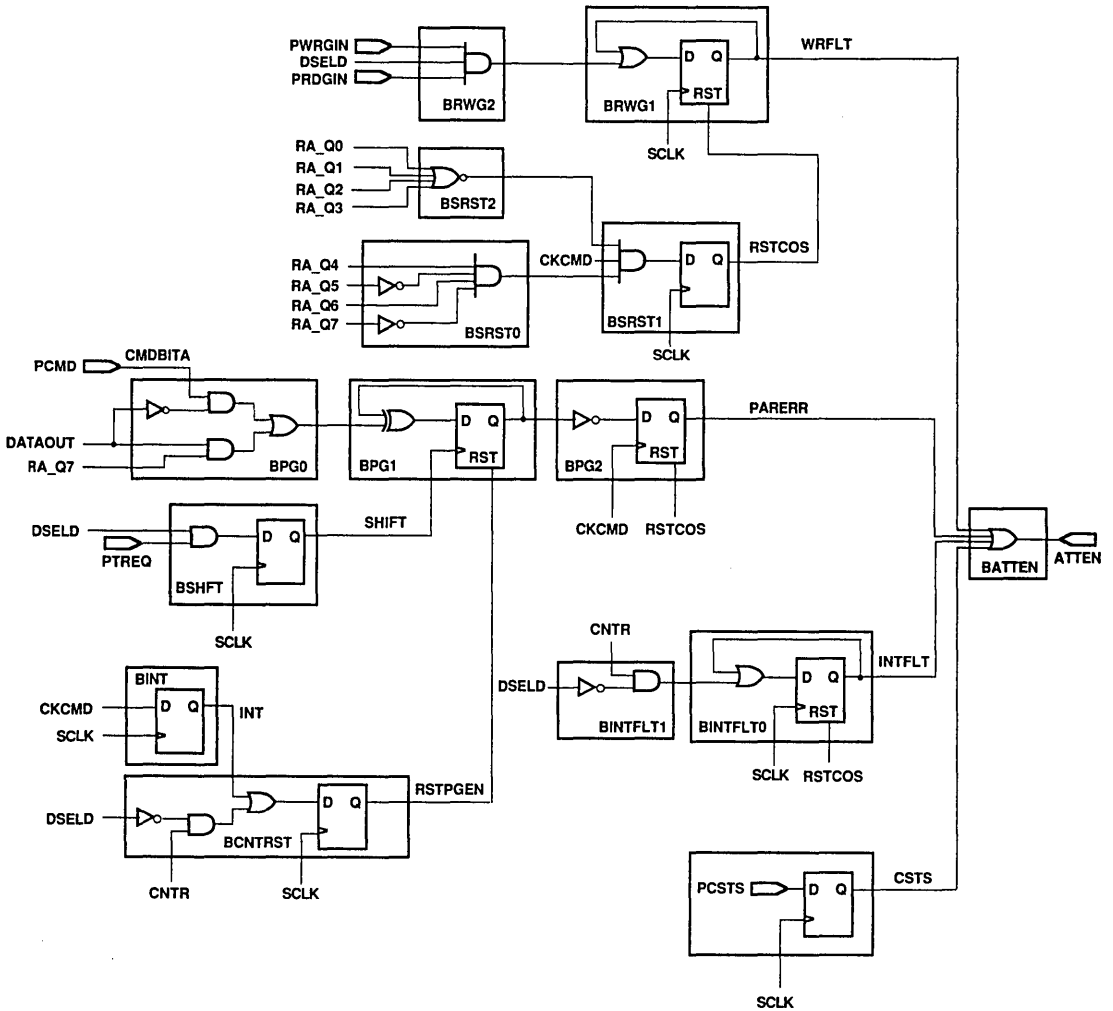 PWRGIN
DSELD
PRDGIN
BRWG2
D Q
RST
BRWG1
SCLK
WRFLT
RA_Q0
RA_Q1
RA_Q2
RA_Q3
BSRST2
RA_Q4
RA_Q5
RA_Q6
RA_Q7
BSRST0
CKCMD
D Q
BSRST1
SCLK
RSTCOS
PCMD
CMDBITA
DATAOUT
RA_Q7
BPG0
D Q
RST
BPG1
D Q
RST
BPG2
PARERR
CKCMD
RSTCOS
DSELD
PTREQ
D Q
BSHFT
SHIFT
SCLK
BATTEN
ATTEN
CNTR
DSELD
BINTFLT1
D Q
RST
BINTFLT0
INTFLT
SCLK
RSTCOS
BINT
CKCMD
SCLK
D Q
INT
DSELD
D Q
BCNTRST
RSTPGEN
CNTR
SCLK
PCSTS
D Q
CSTS
SCLK